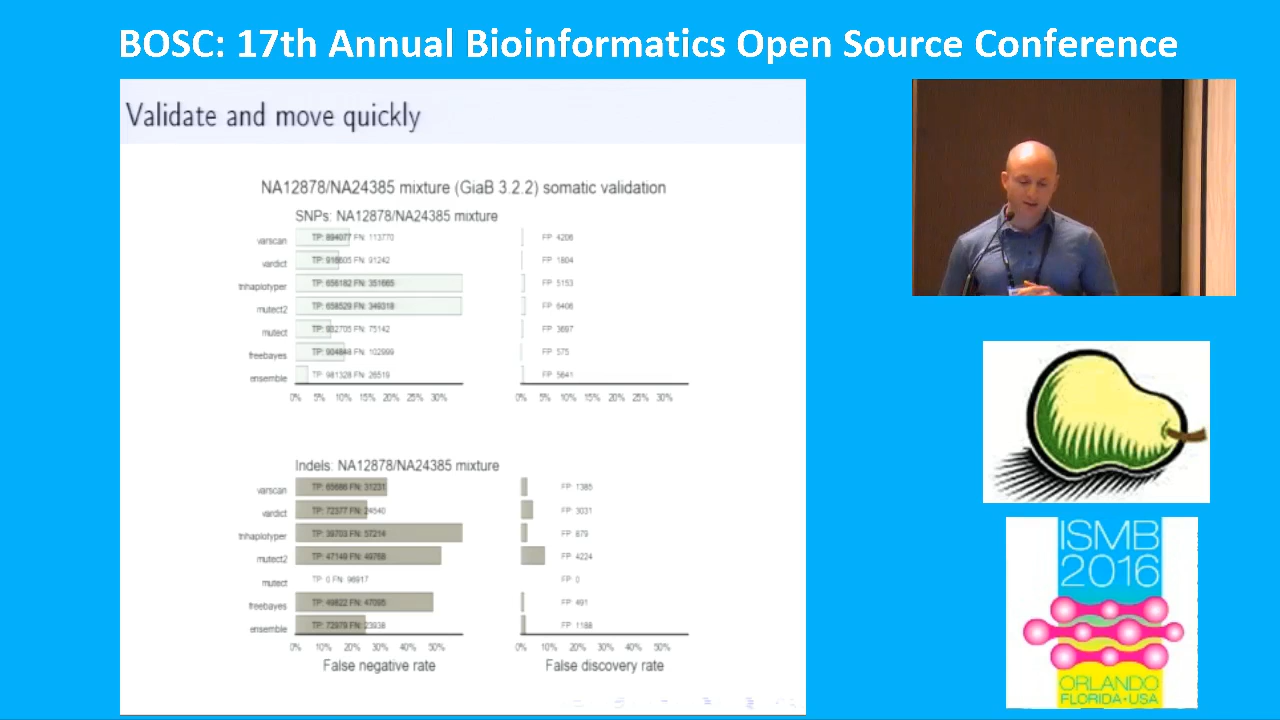 BOSC: 17th Annual Bioinformatics Open Source Conference
Validate and move quickly
NA12878/NA24385 mixture (GiaB 3.2.2) somatic validation
SNPs: NA12878/NA24385 mixture
varscan TP: 894077 FN: 113770 FP: 4206
vardict TP: 916605 FN: 91242 FP: 1804
tnhaplotyper TP: 656182 FN: 351665 FP: 5153
mutect2 TP: 658529 FN: 349318 FP: 6406
mutect TP: 932705 FN: 75142 FP: 3697
freebayes TP: 904848 FN: 102999 FP: 575
ensemble TP: 981328 FN: 26519 FP: 5641
0% 5% 10% 15% 20% 25% 30% 0% 5% 10% 15% 20% 25% 30%
Indels: NA12878/NA24385 mixture
varscan TP: 65686 FN: 31231 FP: 1385
vardict TP: 72377 FN: 24540 FP: 3031
tnhaplotyper TP: 39703 FN: 57214 FP: 879
mutect2 TP: 47149 FN: 49768 FP: 4224
mutect TP: 0 FN: 96917 FP: 0
freebayes TP: 49822 FN: 47095 FP: 491
ensemble TP: 72979 FN: 23938 FP: 1188
0% 10% 20% 30% 40% 50% 0% 10% 20% 30% 40% 50%
False negative rate False discovery rate
ISMB
2016
ORLANDO
FLORIDA•USA